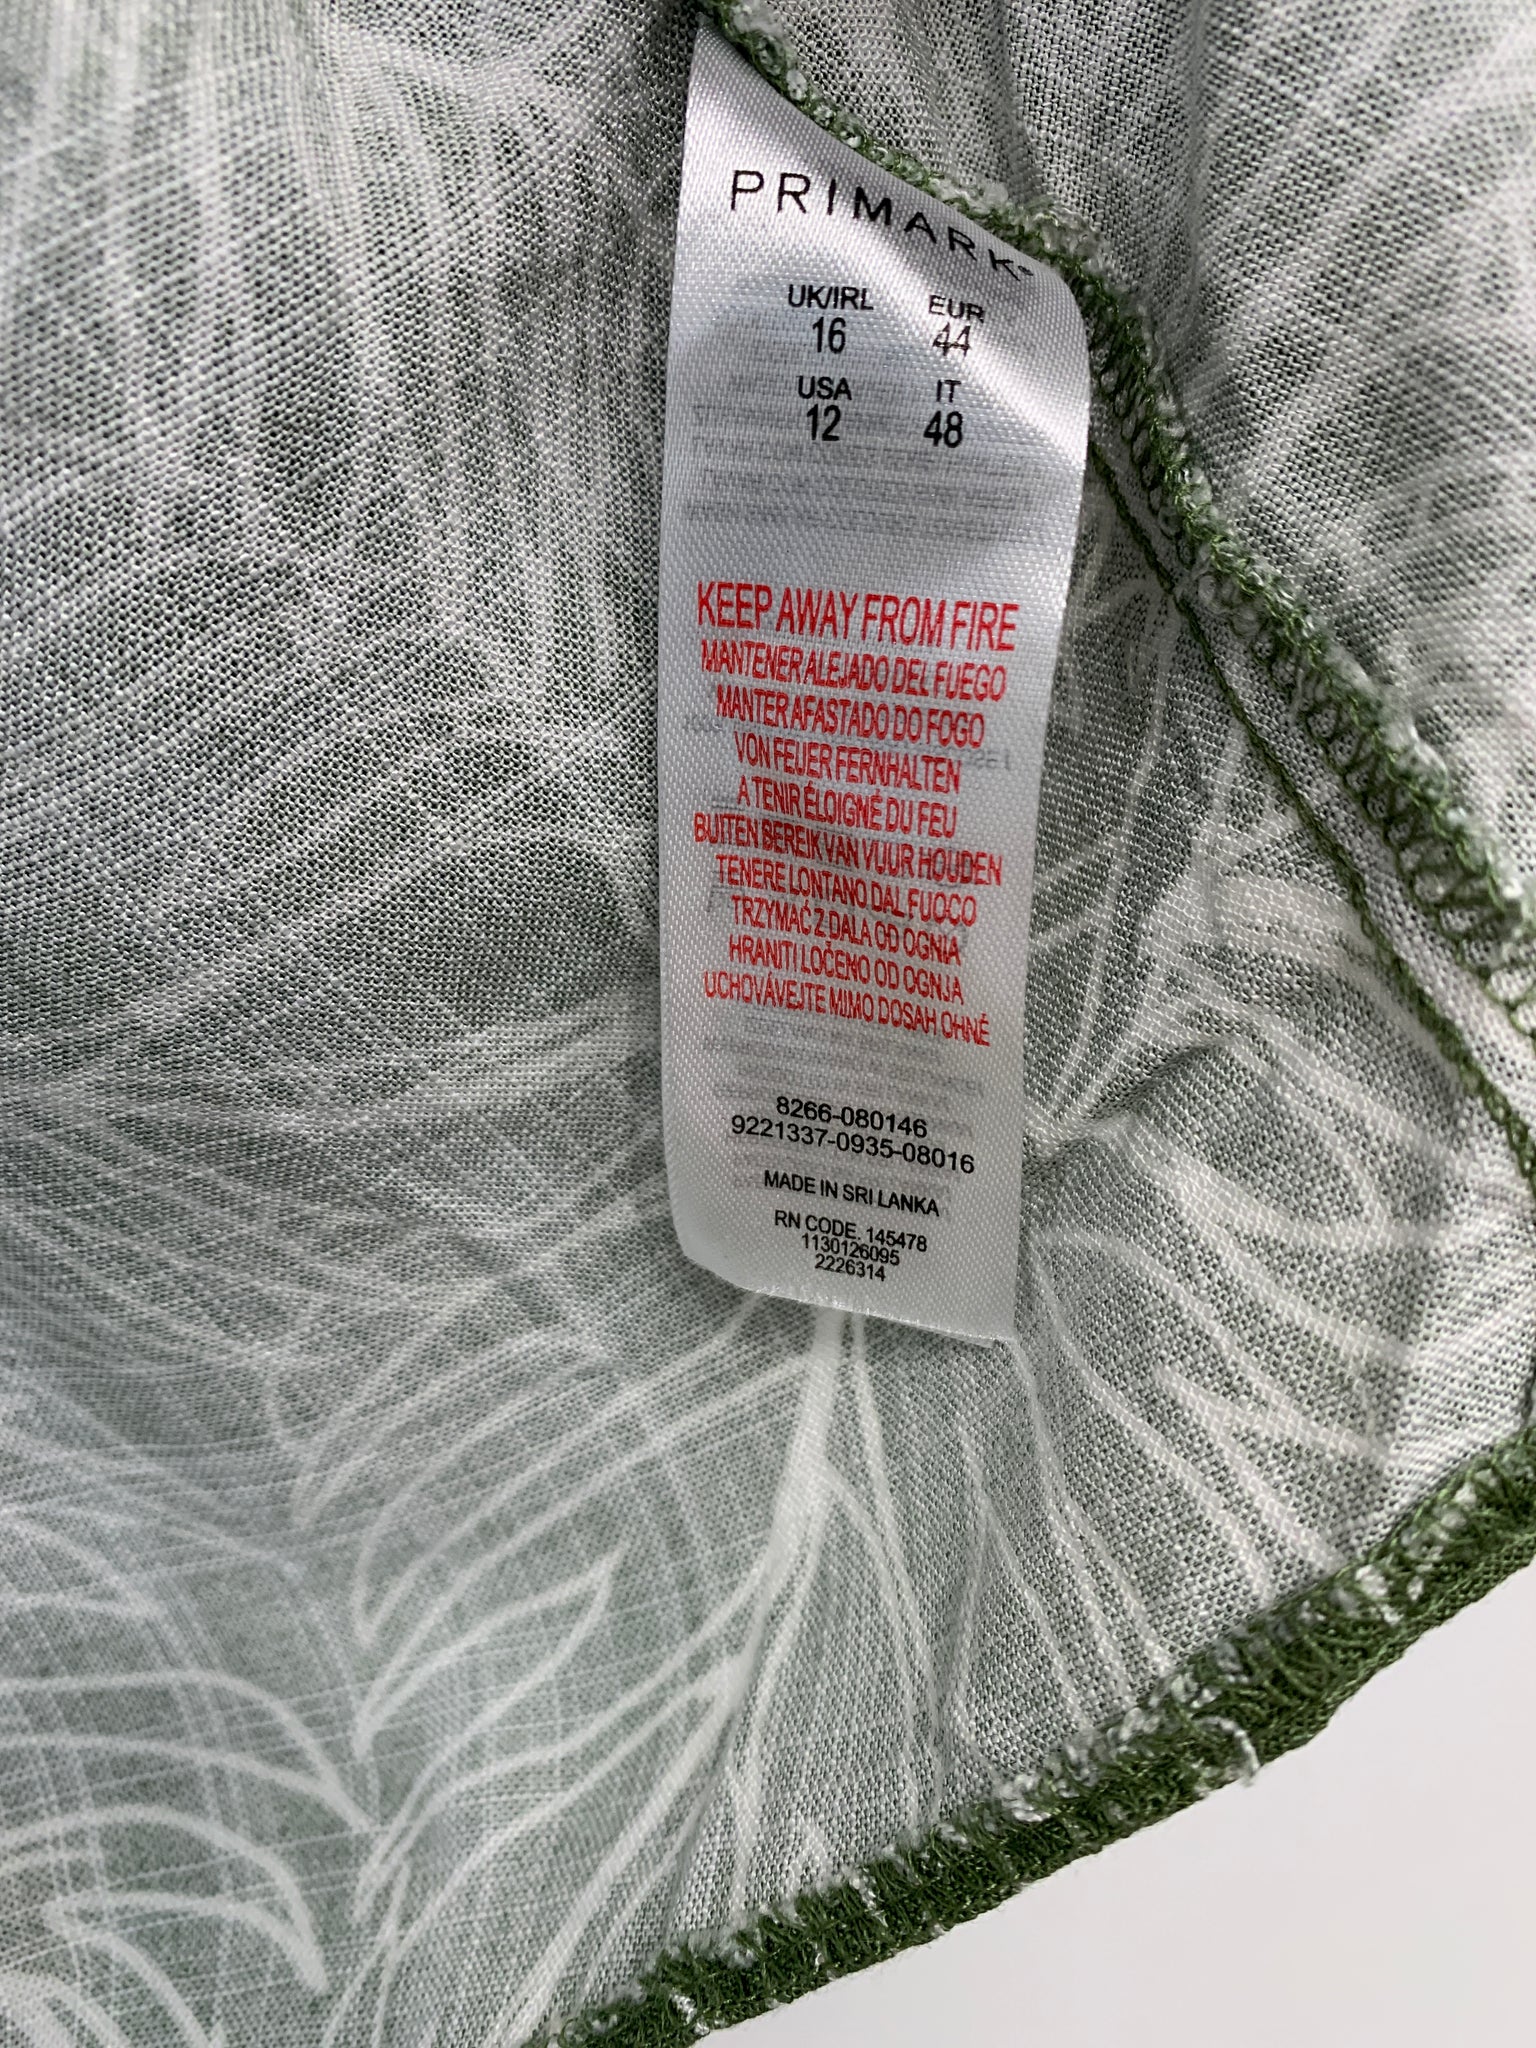 PRIMARK®
UK/IRL EUR
16 44
USA IT
12 48
KEEP AWAY FROM FIRE
MANTENER ALEJADO DEL FUEGO
MANTER AFASTADO DO FOGO
VON FEUER FERNHALTEN
A TENIR ÉLOIGNÉ DU FEU
BUITEN BEREIK VAN VUUR HOUDEN
TENERE LONTANO DAL FUOCO
TRZYMAĆ Z DALA OD OGNIA
HRANITI LOČENO OD OGNJA
UCHOVÁVEJTE MIMO DOSAH OHNĚ
8266-080146
9221337-0935-08016
MADE IN SRI LANKA
RN CODE. 145478
1130126095
2226314